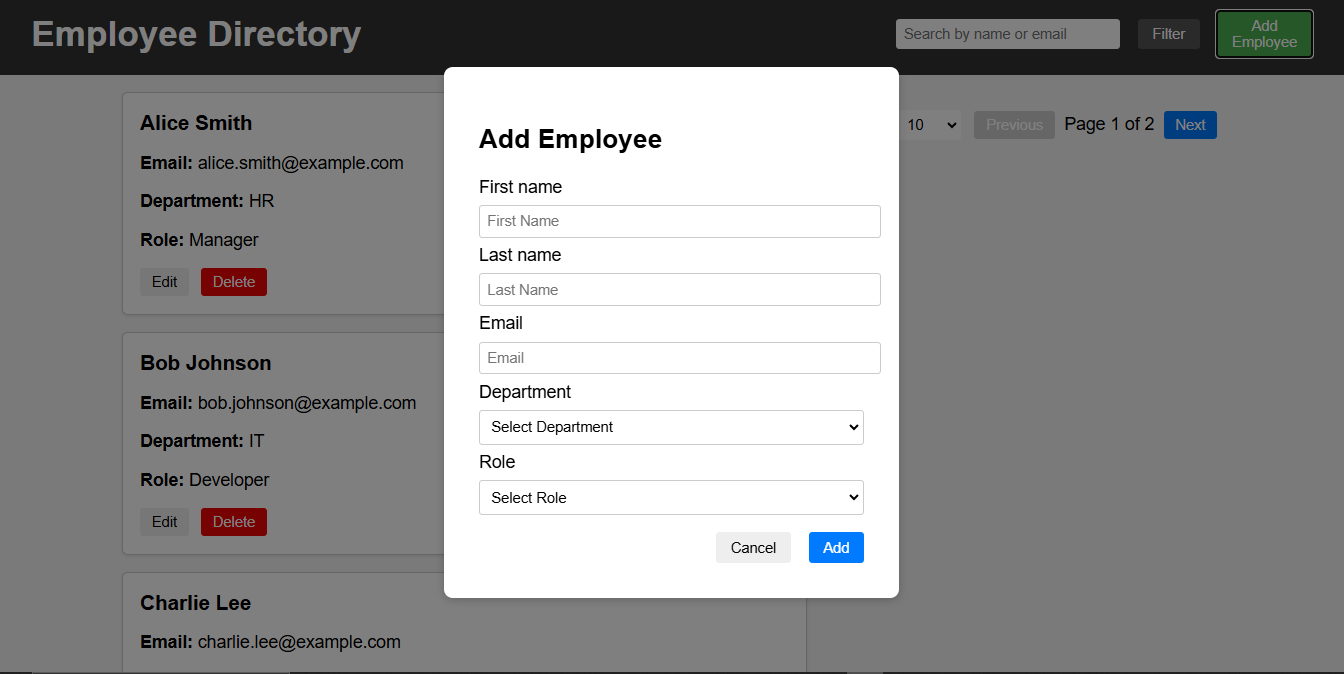 Employee Directory
Search by name or email
Filter
Add
Employee
Alice Smith
Email: alice.smith@example.com
Department: HR
Role: Manager
Edit
Delete
Bob Johnson
Email: bob.johnson@example.com
Department: IT
Role: Developer
Edit
Delete
Charlie Lee
Email: charlie.lee@example.com
10
Previous
Page 1 of 2
Next
Add Employee
First name
First Name
Last name
Last Name
Email
Email
Department
Select Department
Role
Select Role
Cancel
Add